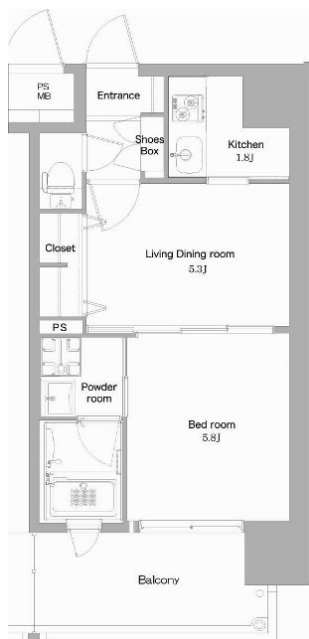 PS
MB
Entrance
Shoes
Box
Kitchen
1.8J
Closet
Living Dining room
5.3J
PS
Powder
room
Bed room
5.8J
Balcony